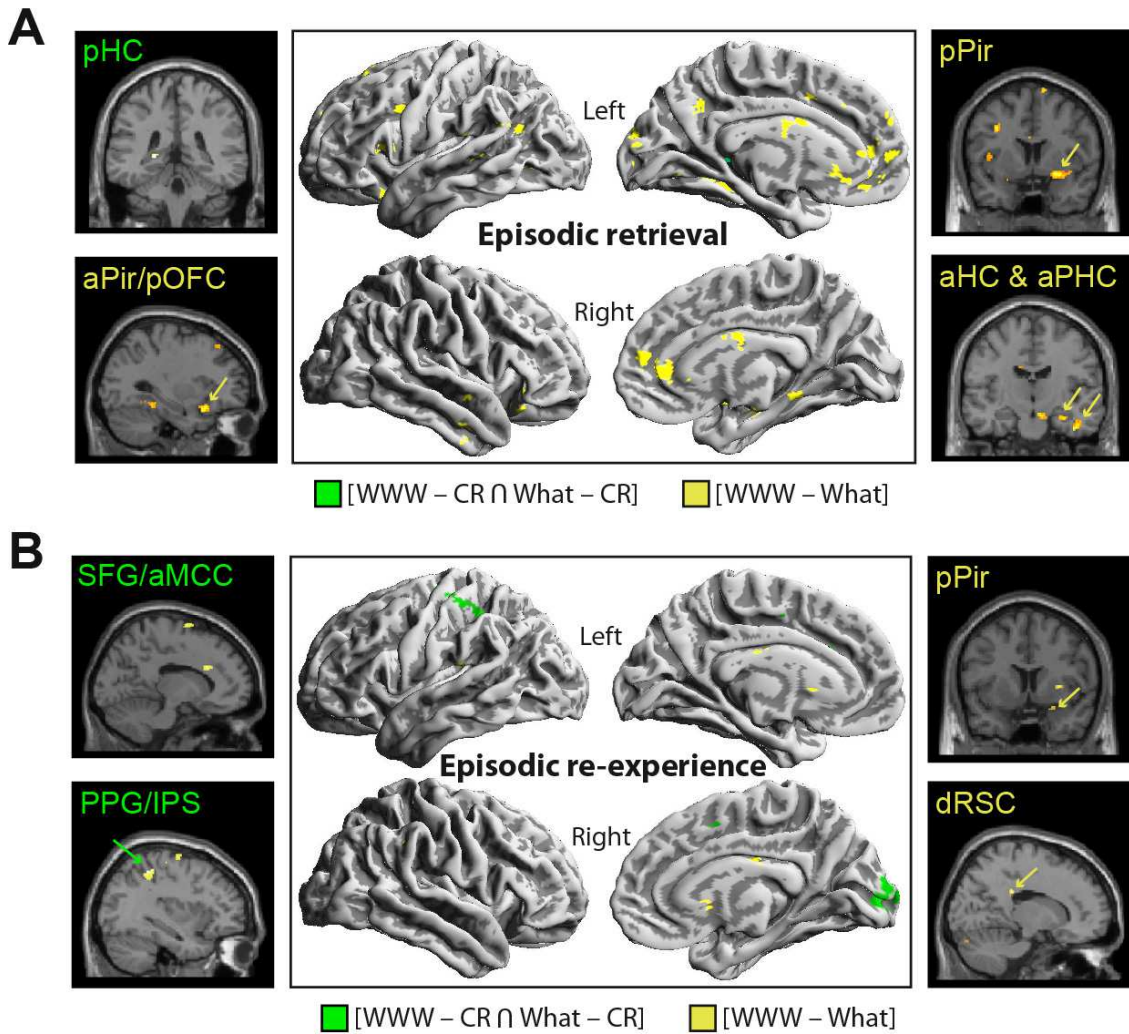 A
pHC
pPir
Left
Episodic retrieval
aPir/pOFC
Right
aHC & aPHC
[WWW – CR ∩ What – CR] [WWW – What]
B
SFG/aMCC
pPir
Left
Episodic re-experience
PPG/IPS
Right
dRSC
[WWW – CR ∩ What – CR] [WWW – What]